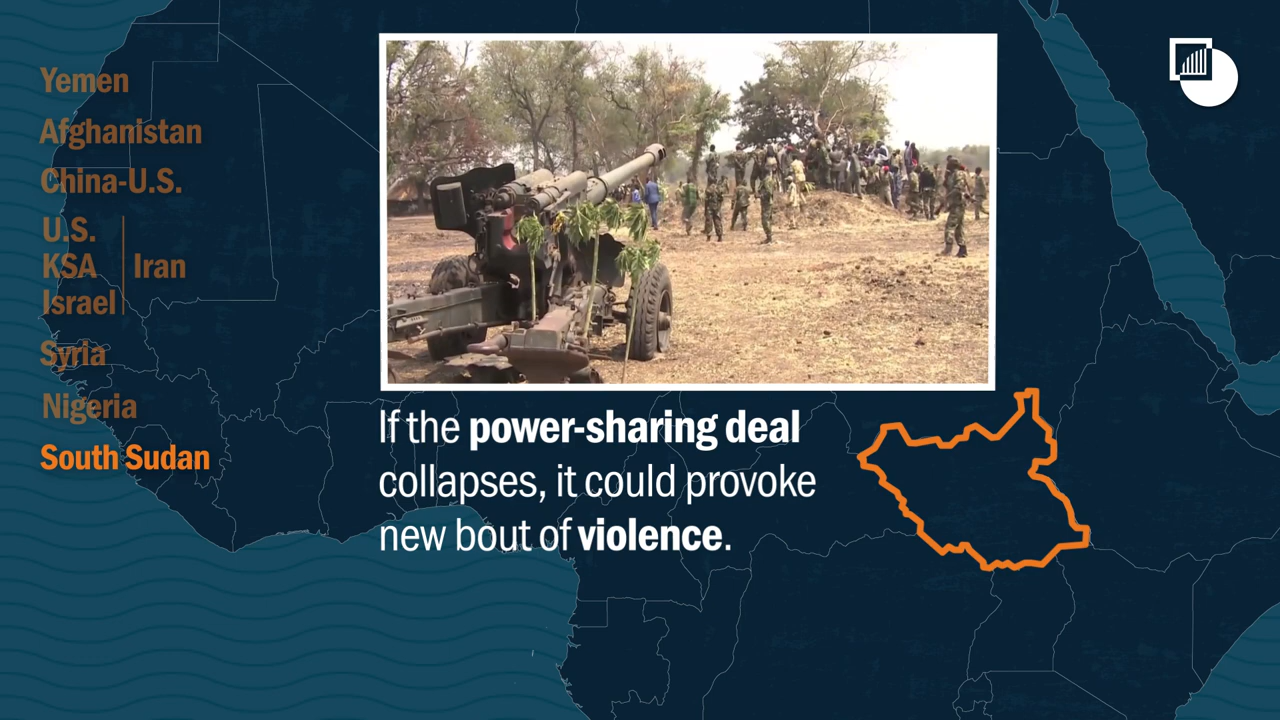 Yemen
Afghanistan
China-U.S.
U.S.
KSA
Israel
Iran
Syria
Nigeria
South Sudan
If the power-sharing deal
collapses, it could provoke
new bout of violence.